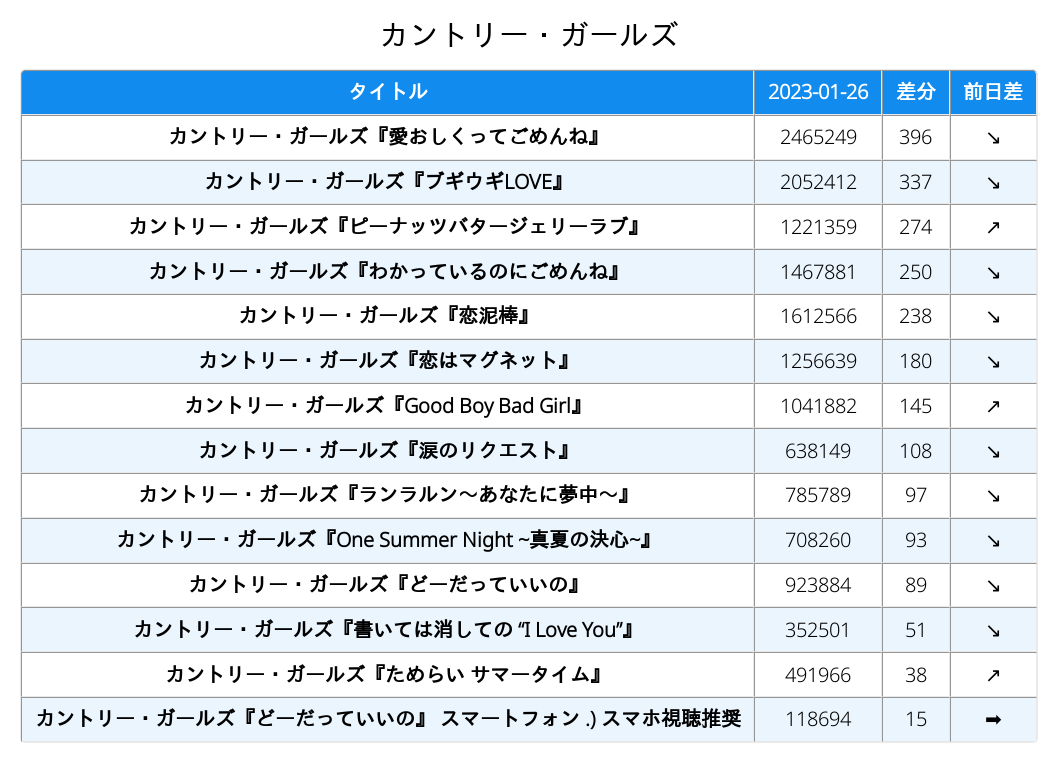 カントリー・ガールズ
タイトル 2023-01-26 差分 前日差
カントリー・ガールズ『愛おしくってごめんね』 2465249 396 ↘
カントリー・ガールズ『ブギウギLOVE』 2052412 337 ↘
カントリー・ガールズ『ピーナッツバタージェリーラブ』 1221359 274 ↗
カントリー・ガールズ『わかっているのにごめんね』 1467881 250 ↘
カントリー・ガールズ『恋泥棒』 1612566 238 ↘
カントリー・ガールズ『恋はマグネット』 1256639 180 ↘
カントリー・ガールズ『Good Boy Bad Girl』 1041882 145 ↗
カントリー・ガールズ『涙のリクエスト』 638149 108 ↘
カントリー・ガールズ『ランラルン～あなたに夢中～』 785789 97 ↘
カントリー・ガールズ『One Summer Night ~真夏の決心~』 708260 93 ↘
カントリー・ガールズ『どーだっていいの』 923884 89 ↘
カントリー・ガールズ『書いては消しての “I Love You”』 352501 51 ↘
カントリー・ガールズ『ためらい サマータイム』 491966 38 ↗
カントリー・ガールズ『どーだっていいの』 スマートフォン .) スマホ視聴推奨 118694 15 ➡